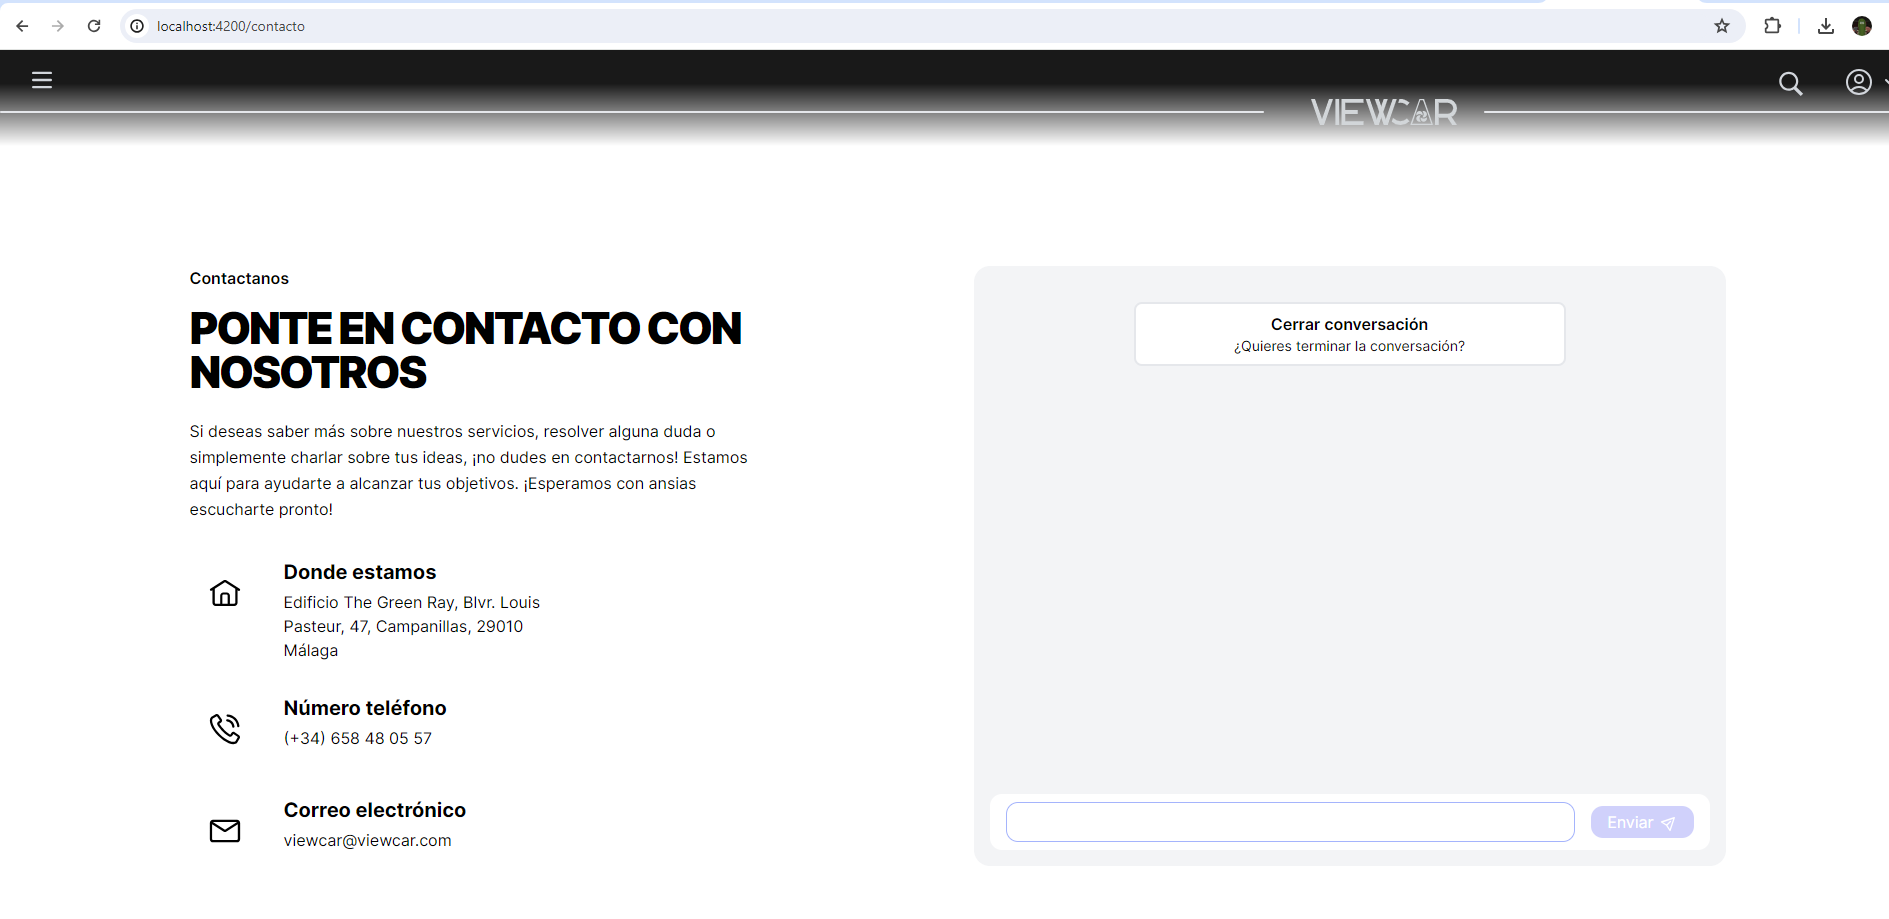 localhost:4200/contacto
VIEWCAR
Contactanos
PONTE EN CONTACTO CON
NOSOTROS
Si deseas saber más sobre nuestros servicios, resolver alguna duda o
simplemente charlar sobre tus ideas, ¡no dudes en contactarnos! Estamos
aquí para ayudarte a alcanzar tus objetivos. ¡Esperamos con ansias
escucharte pronto!
Donde estamos
Edificio The Green Ray, Blvr. Louis
Pasteur, 47, Campanillas, 29010
Málaga
Número teléfono
(+34) 658 48 05 57
Correo electrónico
viewcar@viewcar.com
Cerrar conversación
¿Quieres terminar la conversación?
Enviar